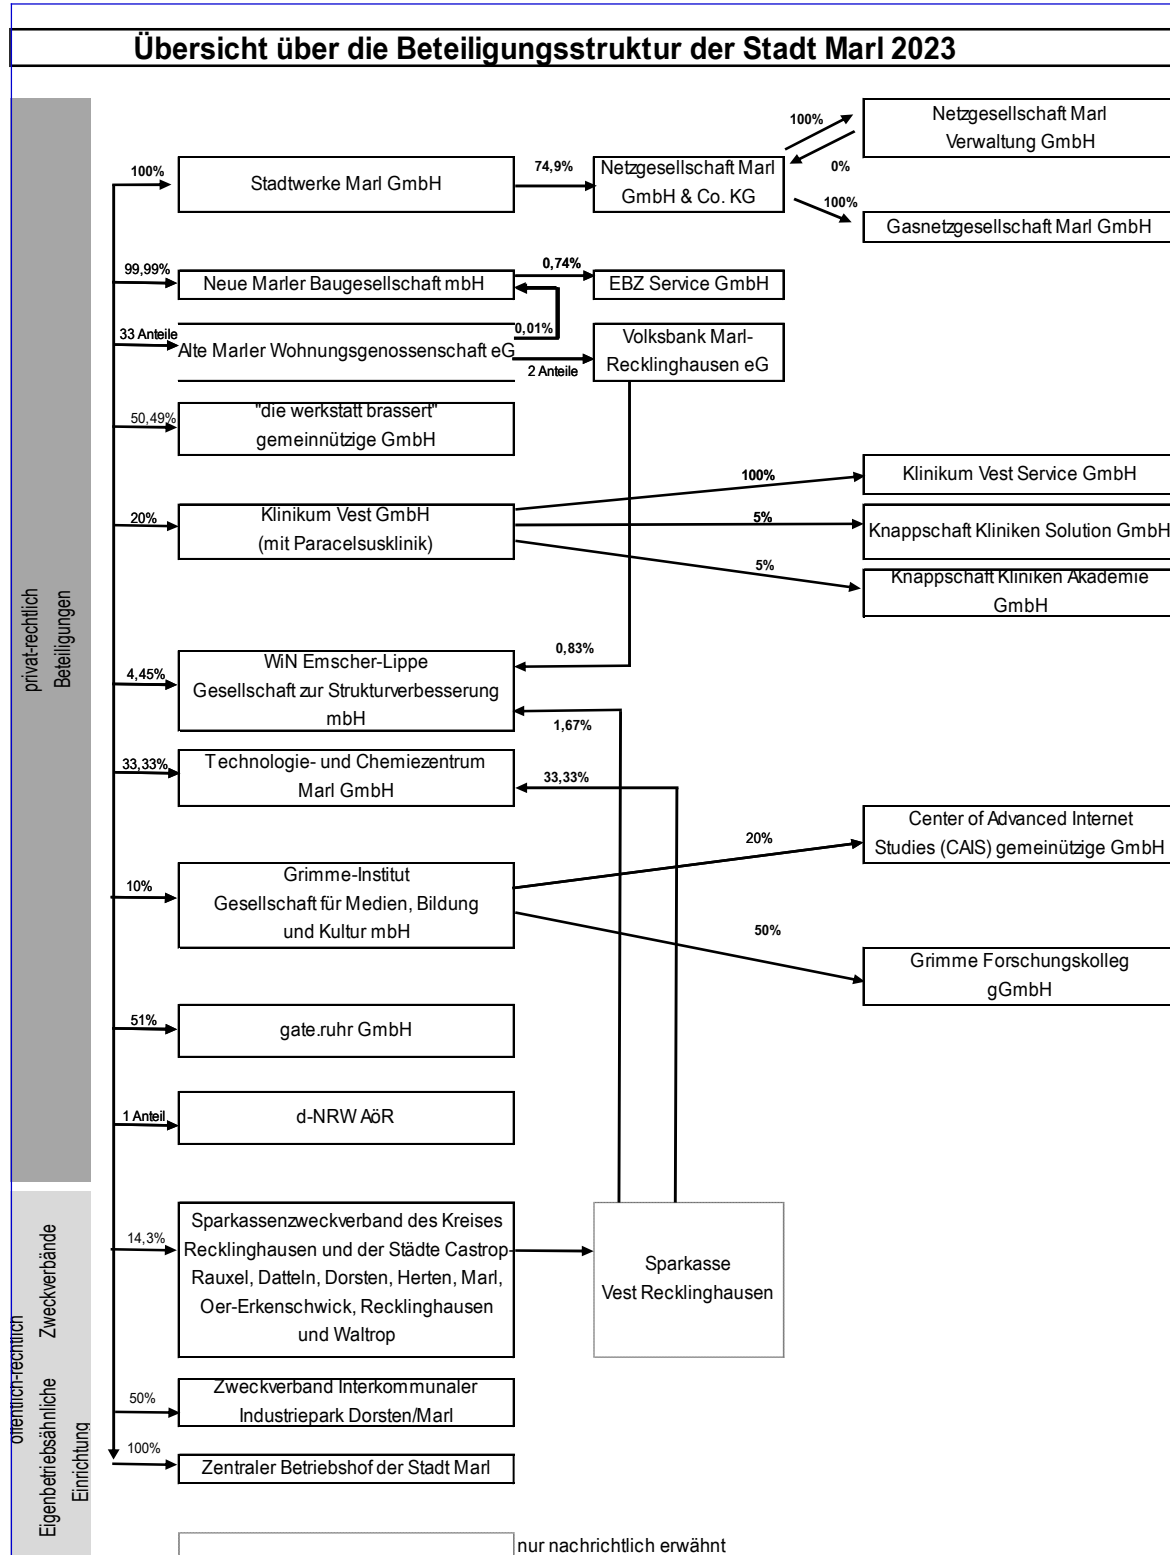 Übersicht über die Beteiligungsstruktur der Stadt Marl 2023
privat-rechtlich
Beteiligungen
100%
Stadtwerke Marl GmbH
74,9%
Netzgesellschaft Marl
GmbH & Co. KG
100%
0%
Netzgesellschaft Marl
Verwaltung GmbH
100%
Gasnetzgesellschaft Marl GmbH
99,99%
Neue Marler Baugesellschaft mbH
0,74%
EBZ Service GmbH
33 Anteile
Alte Marler Wohnungsgenossenschaft eG
0,01%
2 Anteile
Volksbank Marl-
Recklinghausen eG
50,49%
"die werkstatt brassert"
gemeinnützige GmbH
20%
Klinikum Vest GmbH
(mit Paracelsusklinik)
100%
Klinikum Vest Service GmbH
5%
Knappschaft Kliniken Solution GmbH
5%
Knappschaft Kliniken Akademie
GmbH
4,45%
WiN Emscher-Lippe
Gesellschaft zur Strukturverbesserung
mbH
0,83%
1,67%
33,33%
Technologie- und Chemiezentrum
Marl GmbH
33,33%
10%
Grimme-Institut
Gesellschaft für Medien, Bildung
und Kultur mbH
20%
Center of Advanced Internet
Studies (CAIS) gemeinützige GmbH
50%
Grimme Forschungskolleg
gGmbH
51%
gate.ruhr GmbH
1 Anteil
d-NRW AöR
öffentlich-rechtlich
Zweckverbände
Eigenbetriebsähnliche
Einrichtung
14,3%
Sparkassenzweckverband des Kreises
Recklinghausen und der Städte Castrop-
Rauxel, Datteln, Dorsten, Herten, Marl,
Oer-Erkenschwick, Recklinghausen
und Waltrop
Sparkasse
Vest Recklinghausen
50%
Zweckverband Interkommunaler
Industriepark Dorsten/Marl
100%
Zentraler Betriebshof der Stadt Marl
nur nachrichtlich erwähnt